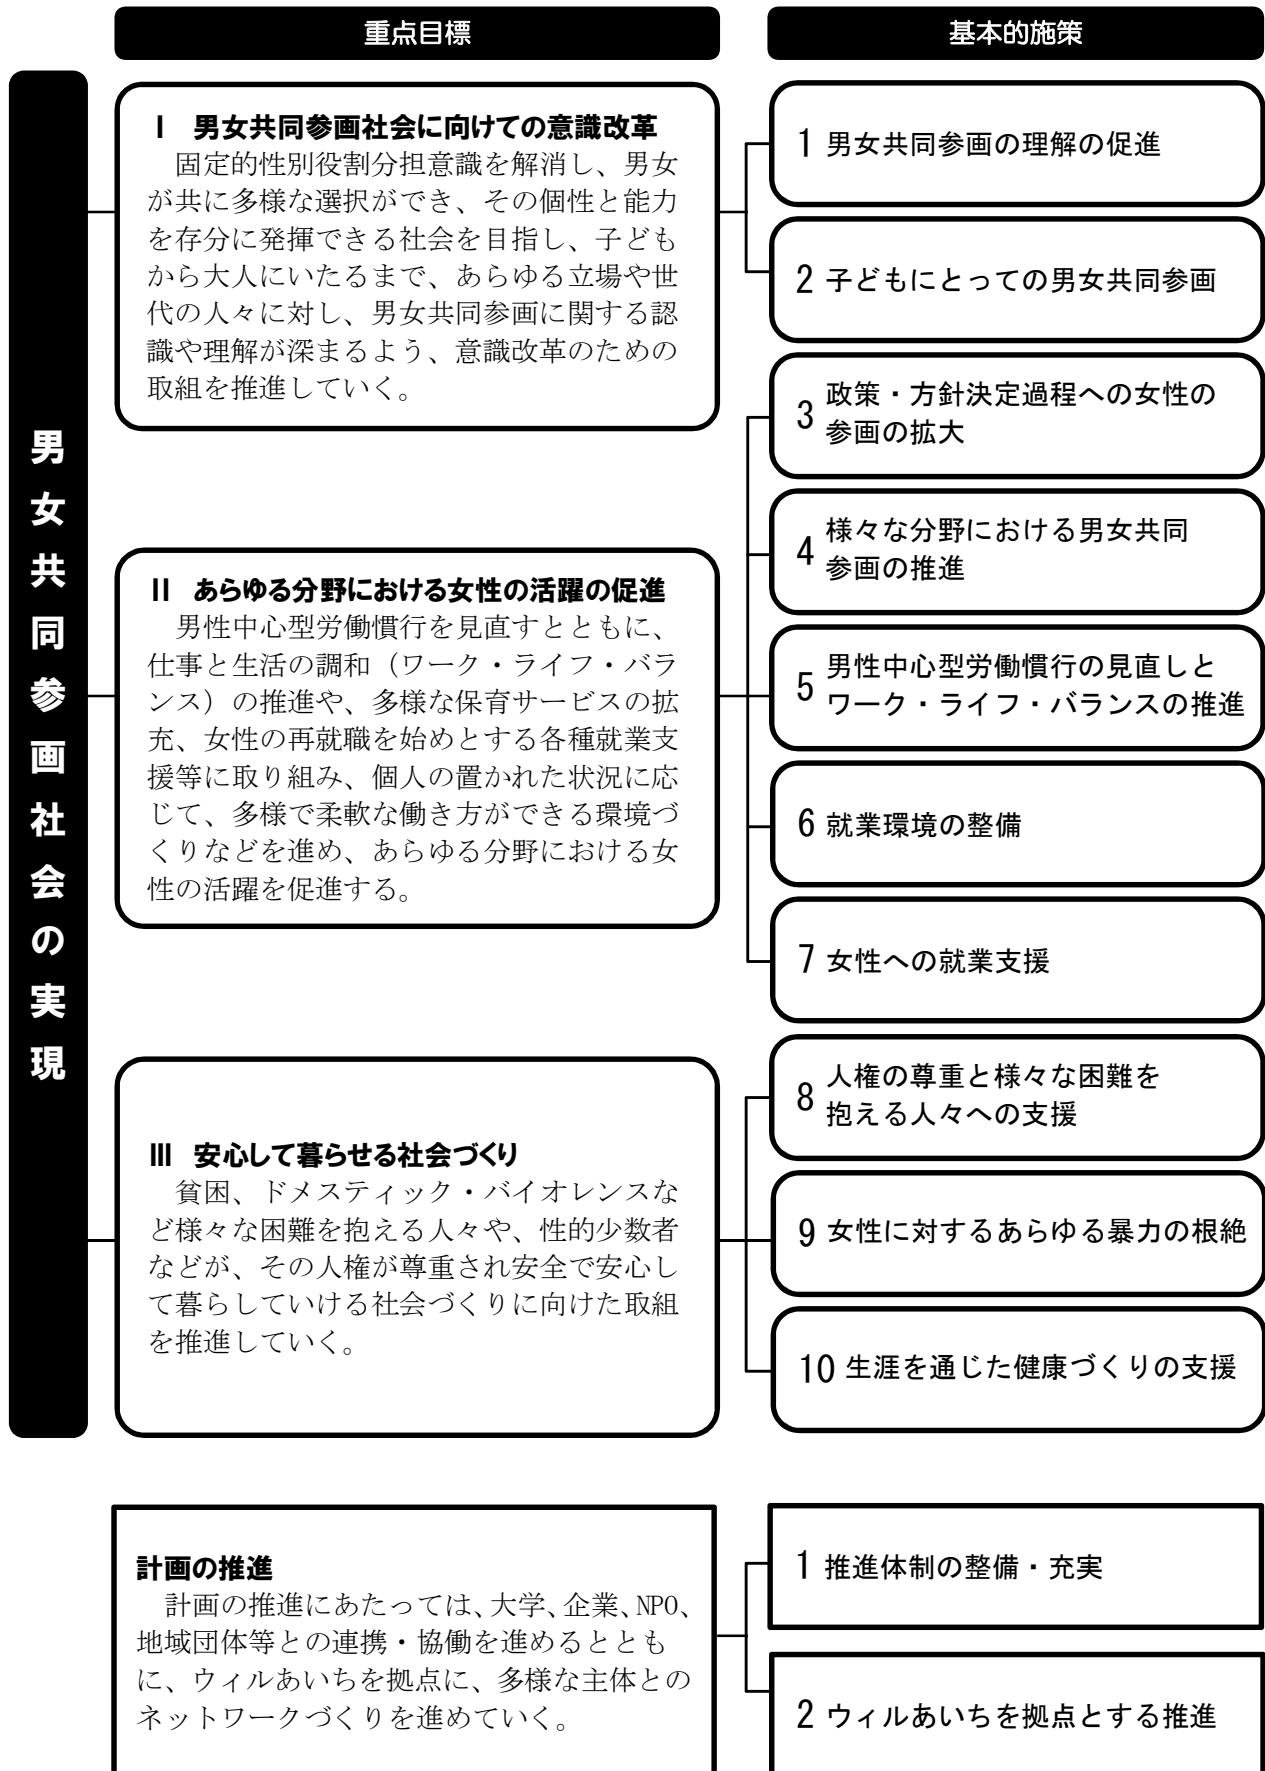 重点目標
基本的施策
男女共同参画社会の実現
Ⅰ 男女共同参画社会に向けての意識改革
固定的性別役割分担意識を解消し、男女
が共に多様な選択ができ、その個性と能力
を存分に発揮できる社会を目指し、子ども
から大人にいたるまで、あらゆる立場や世
代の人々に対し、男女共同参画に関する認
識や理解が深まるよう、意識改革のための
取組を推進していく。
1 男女共同参画の理解の促進
2 子どもにとっての男女共同参画
Ⅱ あらゆる分野における女性の活躍の促進
男性中心型労働慣行を見直すとともに、
仕事と生活の調和（ワーク・ライフ・バラ
ンス）の推進や、多様な保育サービスの拡
充、女性の再就職を始めとする各種就業支
援等に取り組み、個人の置かれた状況に応
じて、多様で柔軟な働き方ができる環境づ
くりなどを進め、あらゆる分野における女
性の活躍を促進する。
3 政策・方針決定過程への女性の
参画の拡大
4 様々な分野における男女共同
参画の推進
5 男性中心型労働慣行の見直しと
ワーク・ライフ・バランスの推進
6 就業環境の整備
7 女性への就業支援
Ⅲ 安心して暮らせる社会づくり
貧困、ドメスティック・バイオレンスな
ど様々な困難を抱える人々や、性的少数者
などが、その人権が尊重され安全で安心し
て暮らしていける社会づくりに向けた取組
を推進していく。
8 人権の尊重と様々な困難を
抱える人々への支援
9 女性に対するあらゆる暴力の根絶
10 生涯を通じた健康づくりの支援
計画の推進
計画の推進にあたっては、大学、企業、NPO、
地域団体等との連携・協働を進めるととも
に、ウィルあいちを拠点に、多様な主体との
ネットワークづくりを進めていく。
1 推進体制の整備・充実
2 ウィルあいちを拠点とする推進